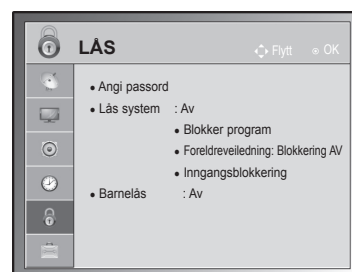 LÅS
Flytt OK
Angi passord
Lås system : Av
Blokker program
Foreldreveiledning: Blokkering AV
Inngangsblokkering
Barnelås : Av